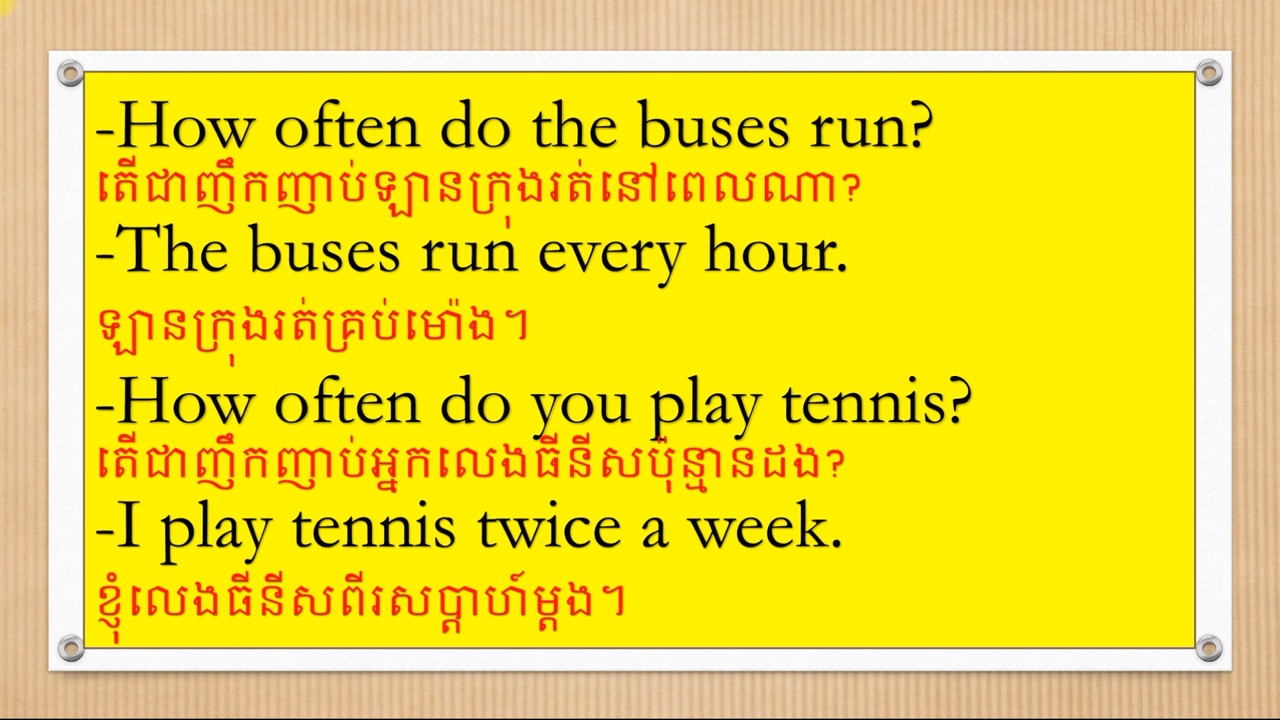 -How often do the buses run?
តើជាញឹកញាប់ឡានក្រុងរត់នៅពេលណា?
-The buses run every hour.
ឡានក្រុងរត់គ្រប់ម៉ោង។
-How often do you play tennis?
តើជាញឹកញាប់អ្នកលេងធីនីសប៉ុន្មានដង?
-I play tennis twice a week.
ខ្ញុំលេងធីនីសពីរសប្តាហ៍ម្តង។